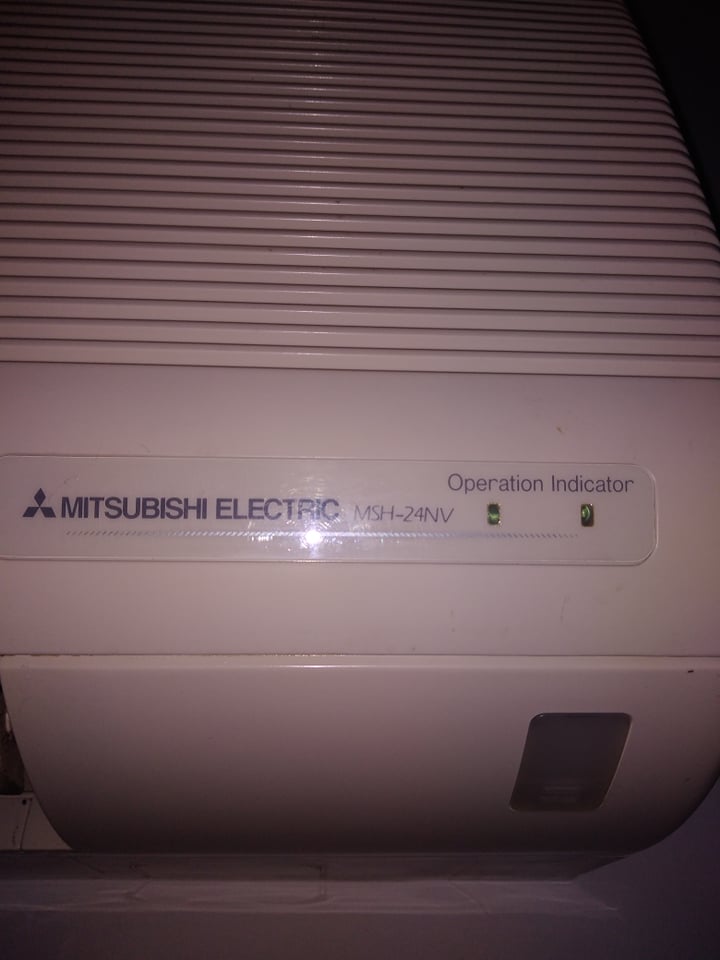 Operation Indicator
MITSUBISHI ELECTRIC MSH-24NV